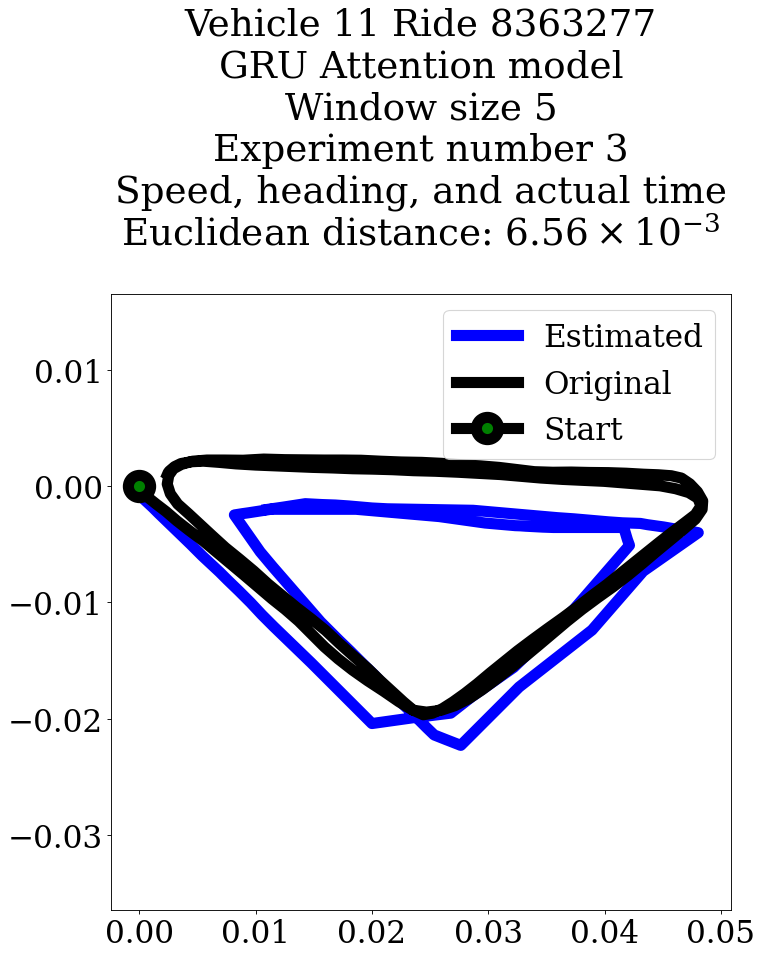 Vehicle 11 Ride 8363277
GRU Attention model
Window size 5
Experiment number 3
Speed, heading, and actual time
Euclidean distance: 6.56 × 10⁻³
Estimated
Original
Start
0.01
0.00
−0.01
−0.02
−0.03
0.00 0.01 0.02 0.03 0.04 0.05